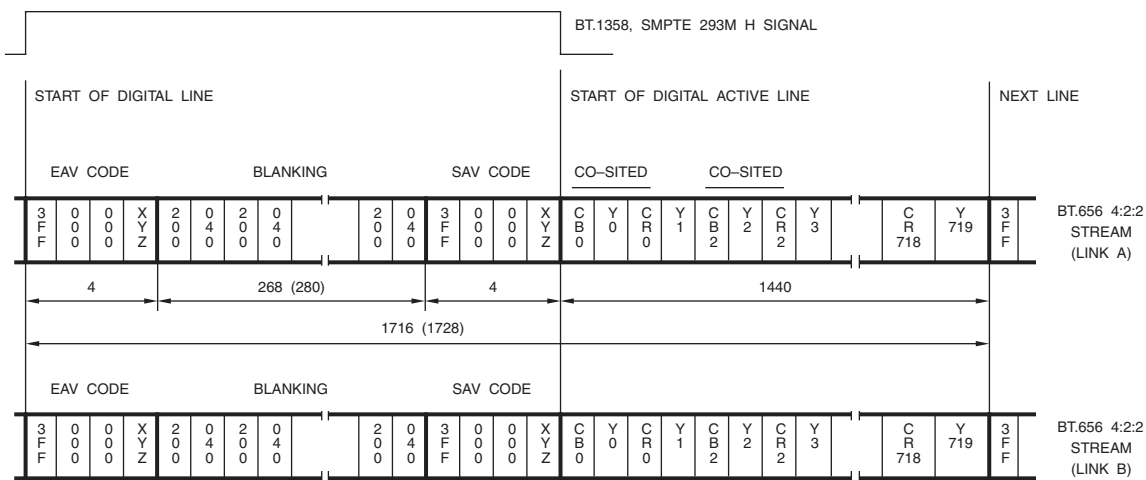 BT.1358, SMPTE 293M H SIGNAL
START OF DIGITAL LINE
START OF DIGITAL ACTIVE LINE
NEXT LINE
EAV CODE
BLANKING
SAV CODE
CO–SITED
CO–SITED
3FF 000 000 XYZ 200 040 200 040 200 040 3FF 000 000 XYZ CB0 Y0 CR0 Y1 CB2 Y2 CR2 Y3 CR718 Y719 3FF
BT.656 4:2:2
STREAM
(LINK A)
4
268 (280)
4
1440
1716 (1728)
EAV CODE
BLANKING
SAV CODE
3FF 000 000 XYZ 200 040 200 040 200 040 3FF 000 000 XYZ CB0 Y0 CR0 Y1 CB2 Y2 CR2 Y3 CR718 Y719 3FF
BT.656 4:2:2
STREAM
(LINK B)